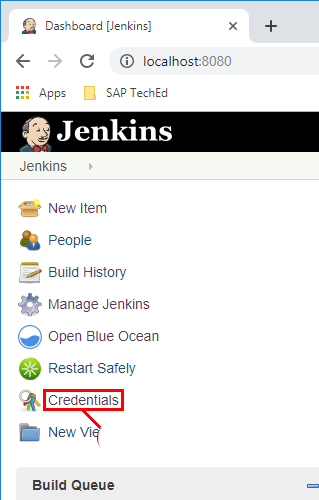 Dashboard [Jenkins]
localhost:8080
Apps SAP TechEd
Jenkins
Jenkins
New Item
People
Build History
Manage Jenkins
Open Blue Ocean
Restart Safely
Credentials
New Vie
Build Queue